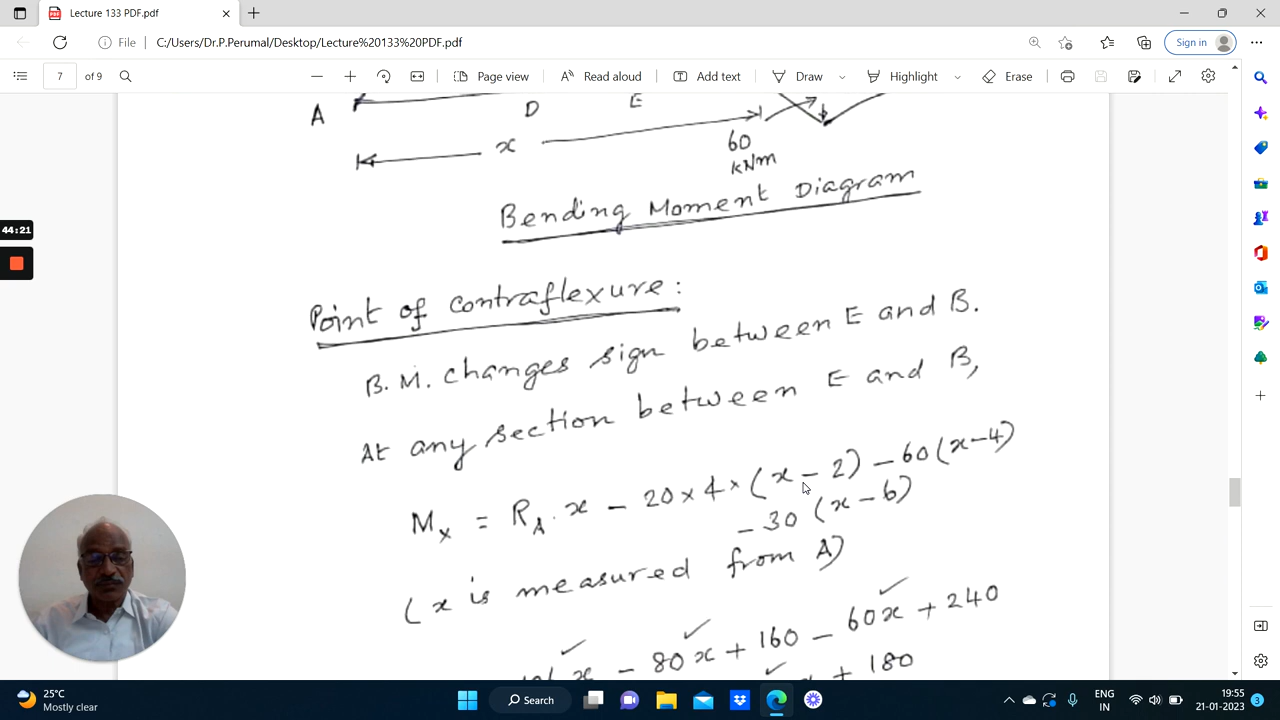 Lecture 133 PDF.pdf
File C:/Users/Dr.P.Perumal/Desktop/Lecture%20133%20PDF.pdf
Sign in
7 of 9
Page view
Read aloud
Add text
Draw
Highlight
Erase
A D E
x
60
kNm
Bending Moment Diagram
44:21
Point of contraflexure:
B.M. changes sign between E and B.
At any section between E and B,
Mx = RA. x - 20 × 4 × (x - 2) - 60 (x - 4)
- 30 (x - 6)
(x is measured from A)
x - 80 x + 160 - 60x + 240
x + 180
25°C
Mostly clear
Search
ENG
IN
19:55
21-01-2023
3